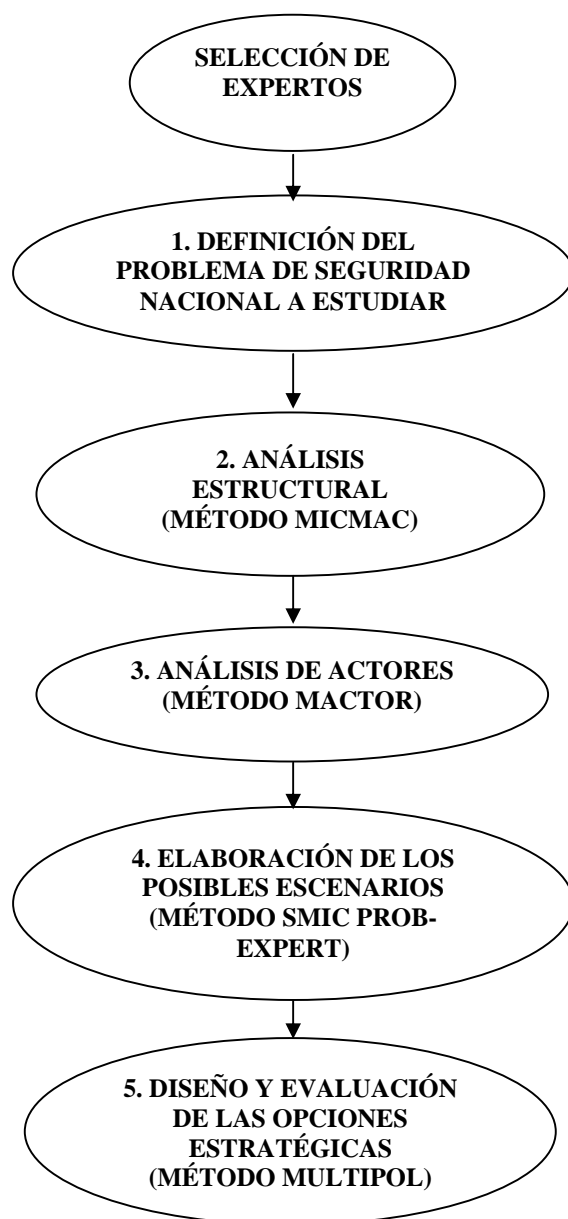 SELECCIÓN DE
EXPERTOS
1. DEFINICIÓN DEL
PROBLEMA DE SEGURIDAD
NACIONAL A ESTUDIAR
2. ANÁLISIS
ESTRUCTURAL
(MÉTODO MICMAC)
3. ANÁLISIS DE ACTORES
(MÉTODO MACTOR)
4. ELABORACIÓN DE LOS
POSIBLES ESCENARIOS
(MÉTODO SMIC PROB-
EXPERT)
5. DISEÑO Y EVALUACIÓN
DE LAS OPCIONES
ESTRATÉGICAS
(MÉTODO MULTIPOL)